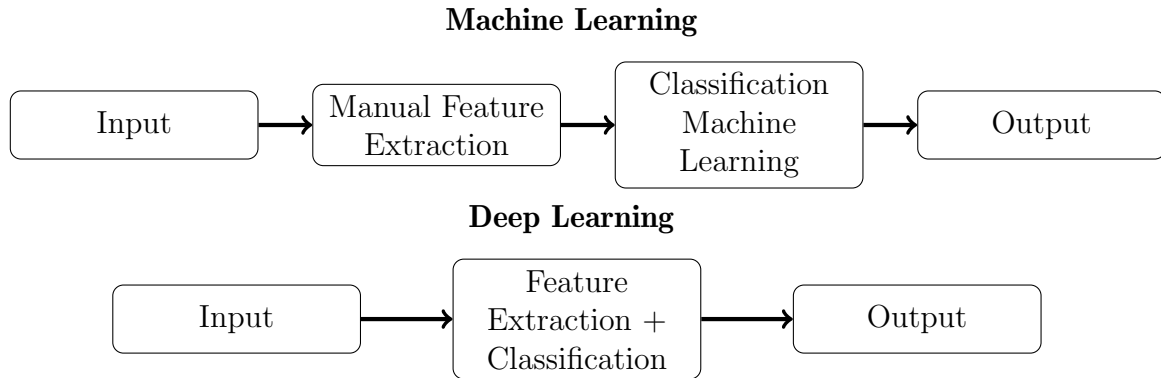 Machine Learning
Input
Manual Feature
Extraction
Classification
Machine
Learning
Output
Deep Learning
Input
Feature
Extraction +
Classification
Output